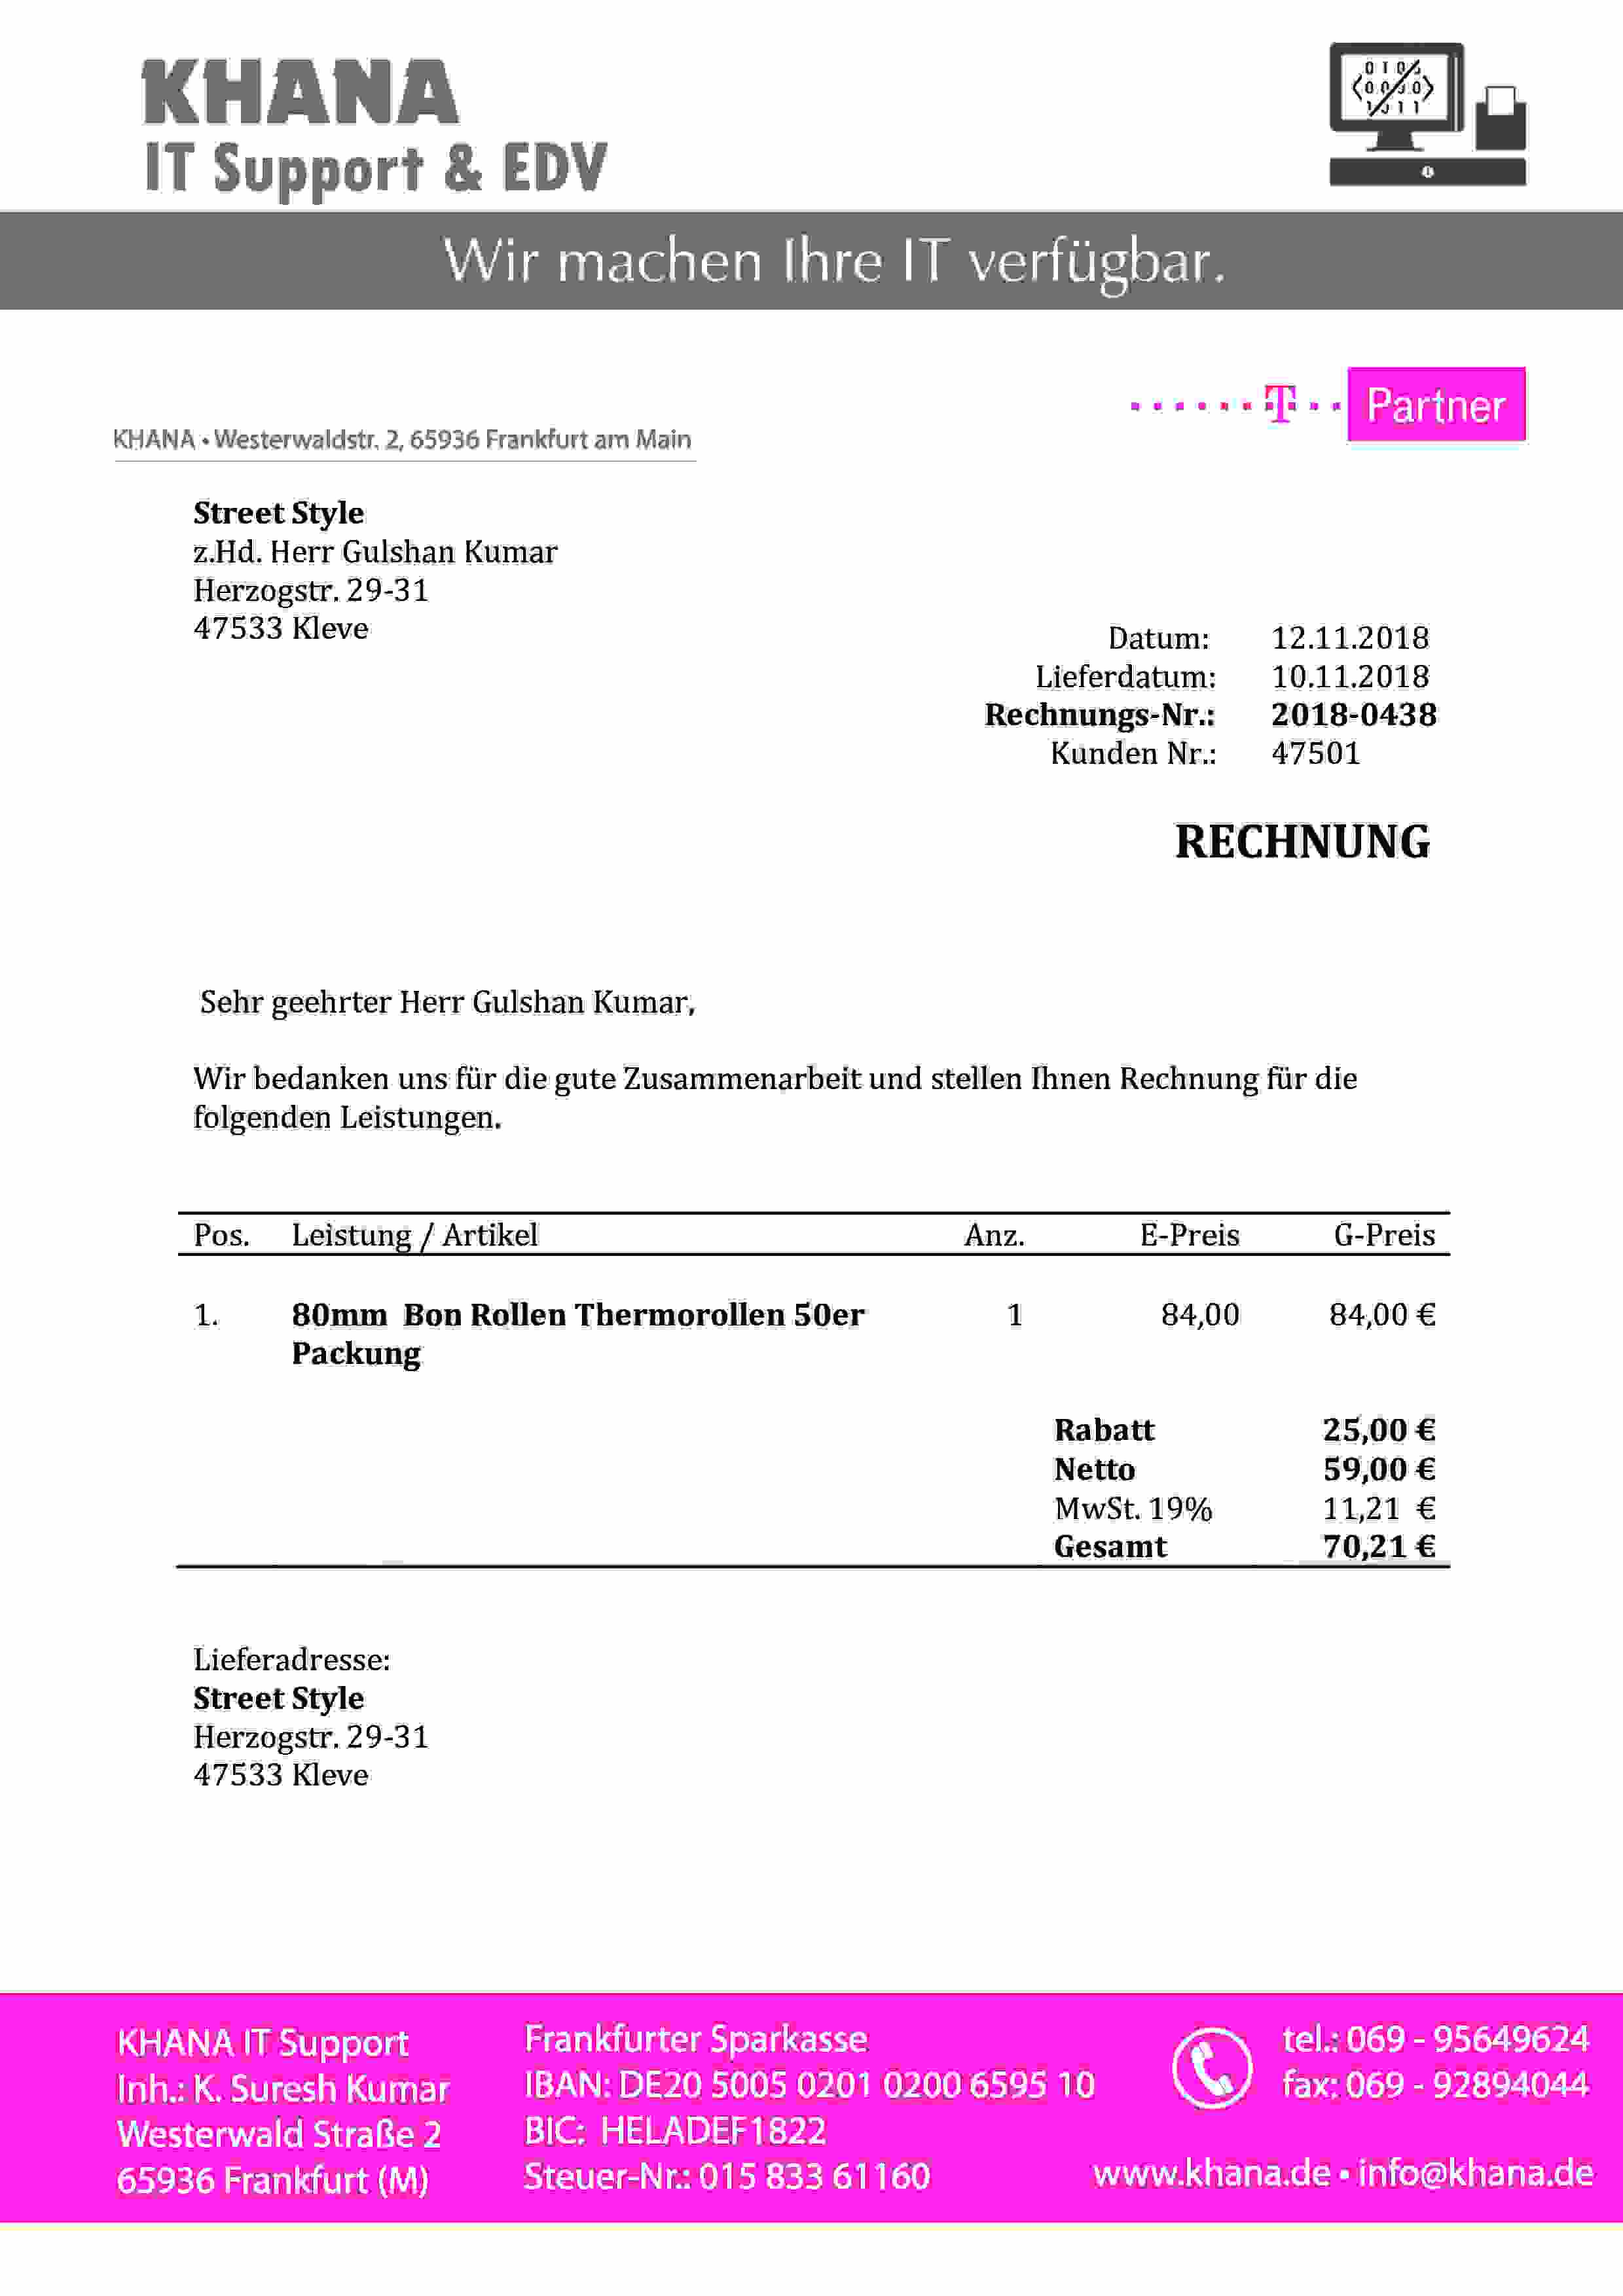 KHANA
IT Support & EDV
Wir machen Ihre IT verfügbar.
T Partner
KHANA • Westerwaldstr. 2, 65936 Frankfurt am Main
Street Style
z.Hd. Herr Gulshan Kumar
Herzogstr. 29-31
47533 Kleve
Datum: 12.11.2018
Lieferdatum: 10.11.2018
Rechnungs-Nr.: 2018-0438
Kunden Nr.: 47501
RECHNUNG
Sehr geehrter Herr Gulshan Kumar,
Wir bedanken uns für die gute Zusammenarbeit und stellen Ihnen Rechnung für die
folgenden Leistungen.
Pos. Leistung / Artikel Anz. E-Preis G-Preis
1. 80mm Bon Rollen Thermorollen 50er 1 84,00 84,00 €
Packung
Rabatt 25,00 €
Netto 59,00 €
MwSt. 19% 11,21 €
Gesamt 70,21 €
Lieferadresse:
Street Style
Herzogstr. 29-31
47533 Kleve
KHANA IT Support
Inh.: K. Suresh Kumar
Westerwald Straße 2
65936 Frankfurt (M)
Frankfurter Sparkasse
IBAN: DE20 5005 0201 0200 6595 10
BIC: HELADEF1822
Steuer-Nr.: 015 833 61160
tel.: 069 - 95649624
fax: 069 - 92894044
www.khana.de • info@khana.de